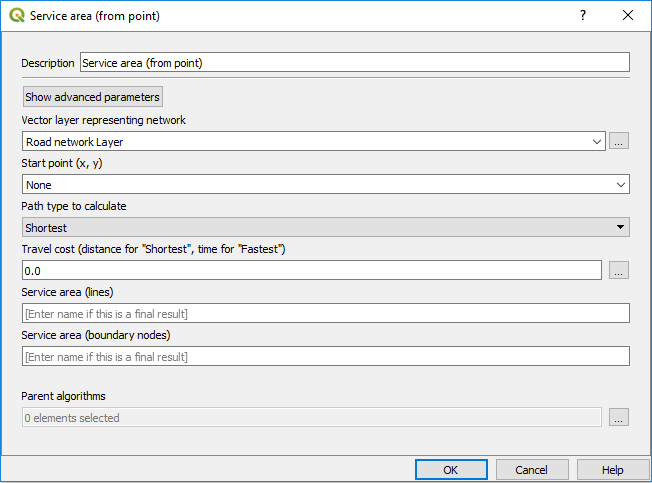 Service area (from point)
?
Description Service area (from point)
Show advanced parameters
Vector layer representing network
Road network Layer
...
Start point (x, y)
None
Path type to calculate
Shortest
Travel cost (distance for "Shortest", time for "Fastest")
0.0
...
Service area (lines)
[Enter name if this is a final result]
Service area (boundary nodes)
[Enter name if this is a final result]
Parent algorithms
0 elements selected
...
OK Cancel Help